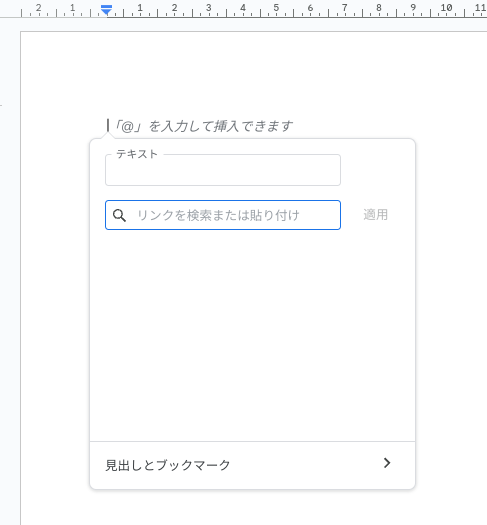 2 1 1 2 3 4 5 6 7 8 9 10 11
「@」を入力して挿入できます
テキスト
リンクを検索または貼り付け
適用
見出しとブックマーク